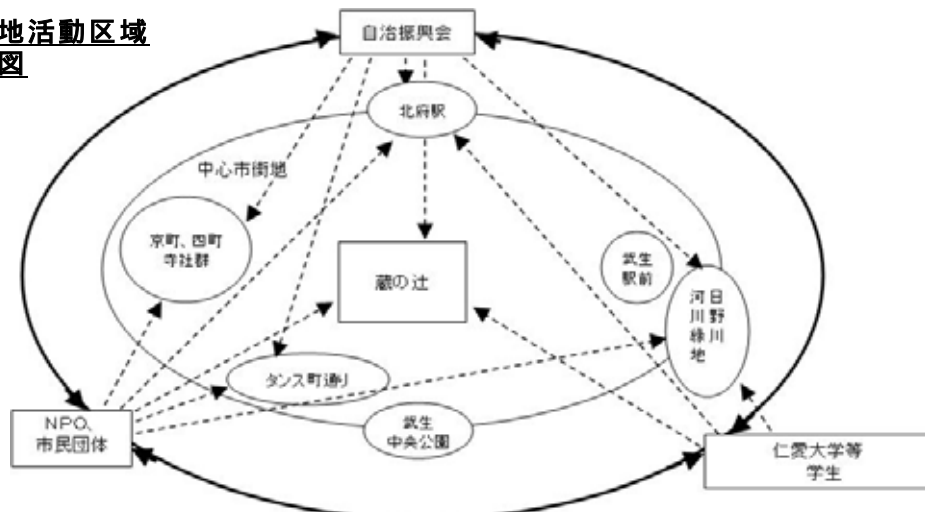 地活動区域
図
自治振興会
北府駅
中心市街地
京町、四町
寺社群
蔵の辻
武生
駅前
日野川
河川緑地
タンス町通り
武生
中央公園
NPO、
市民団体
仁愛大学等
学生